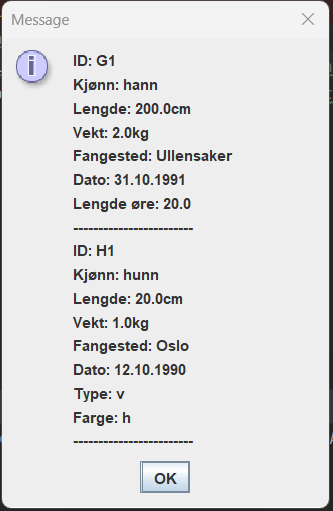 Message
ID: G1
Kjønn: hann
Lengde: 200.0cm
Vekt: 2.0kg
Fangested: Ullensaker
Dato: 31.10.1991
Lengde øre: 20.0
------------------------
ID: H1
Kjønn: hunn
Lengde: 20.0cm
Vekt: 1.0kg
Fangested: Oslo
Dato: 12.10.1990
Type: v
Farge: h
------------------------
OK